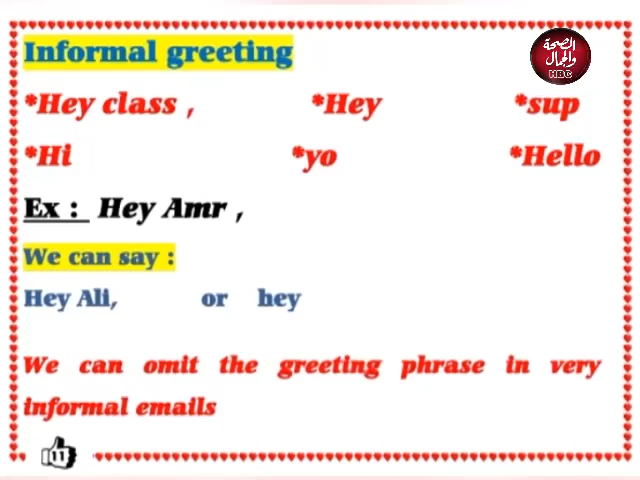 Informal greeting
الصحة
والجمال
HBC
*Hey class , *Hey *sup
*Hi *yo *Hello
Ex : Hey Amr ,
We can say :
Hey Ali, or hey
We can omit the greeting phrase in very
informal emails
11